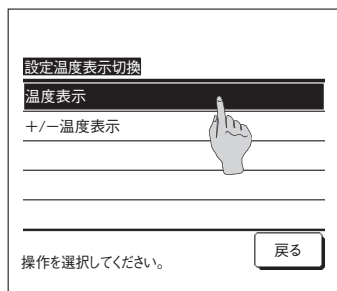 設定温度表示切換
温度表示
+/−温度表示
操作を選択してください。
戻る